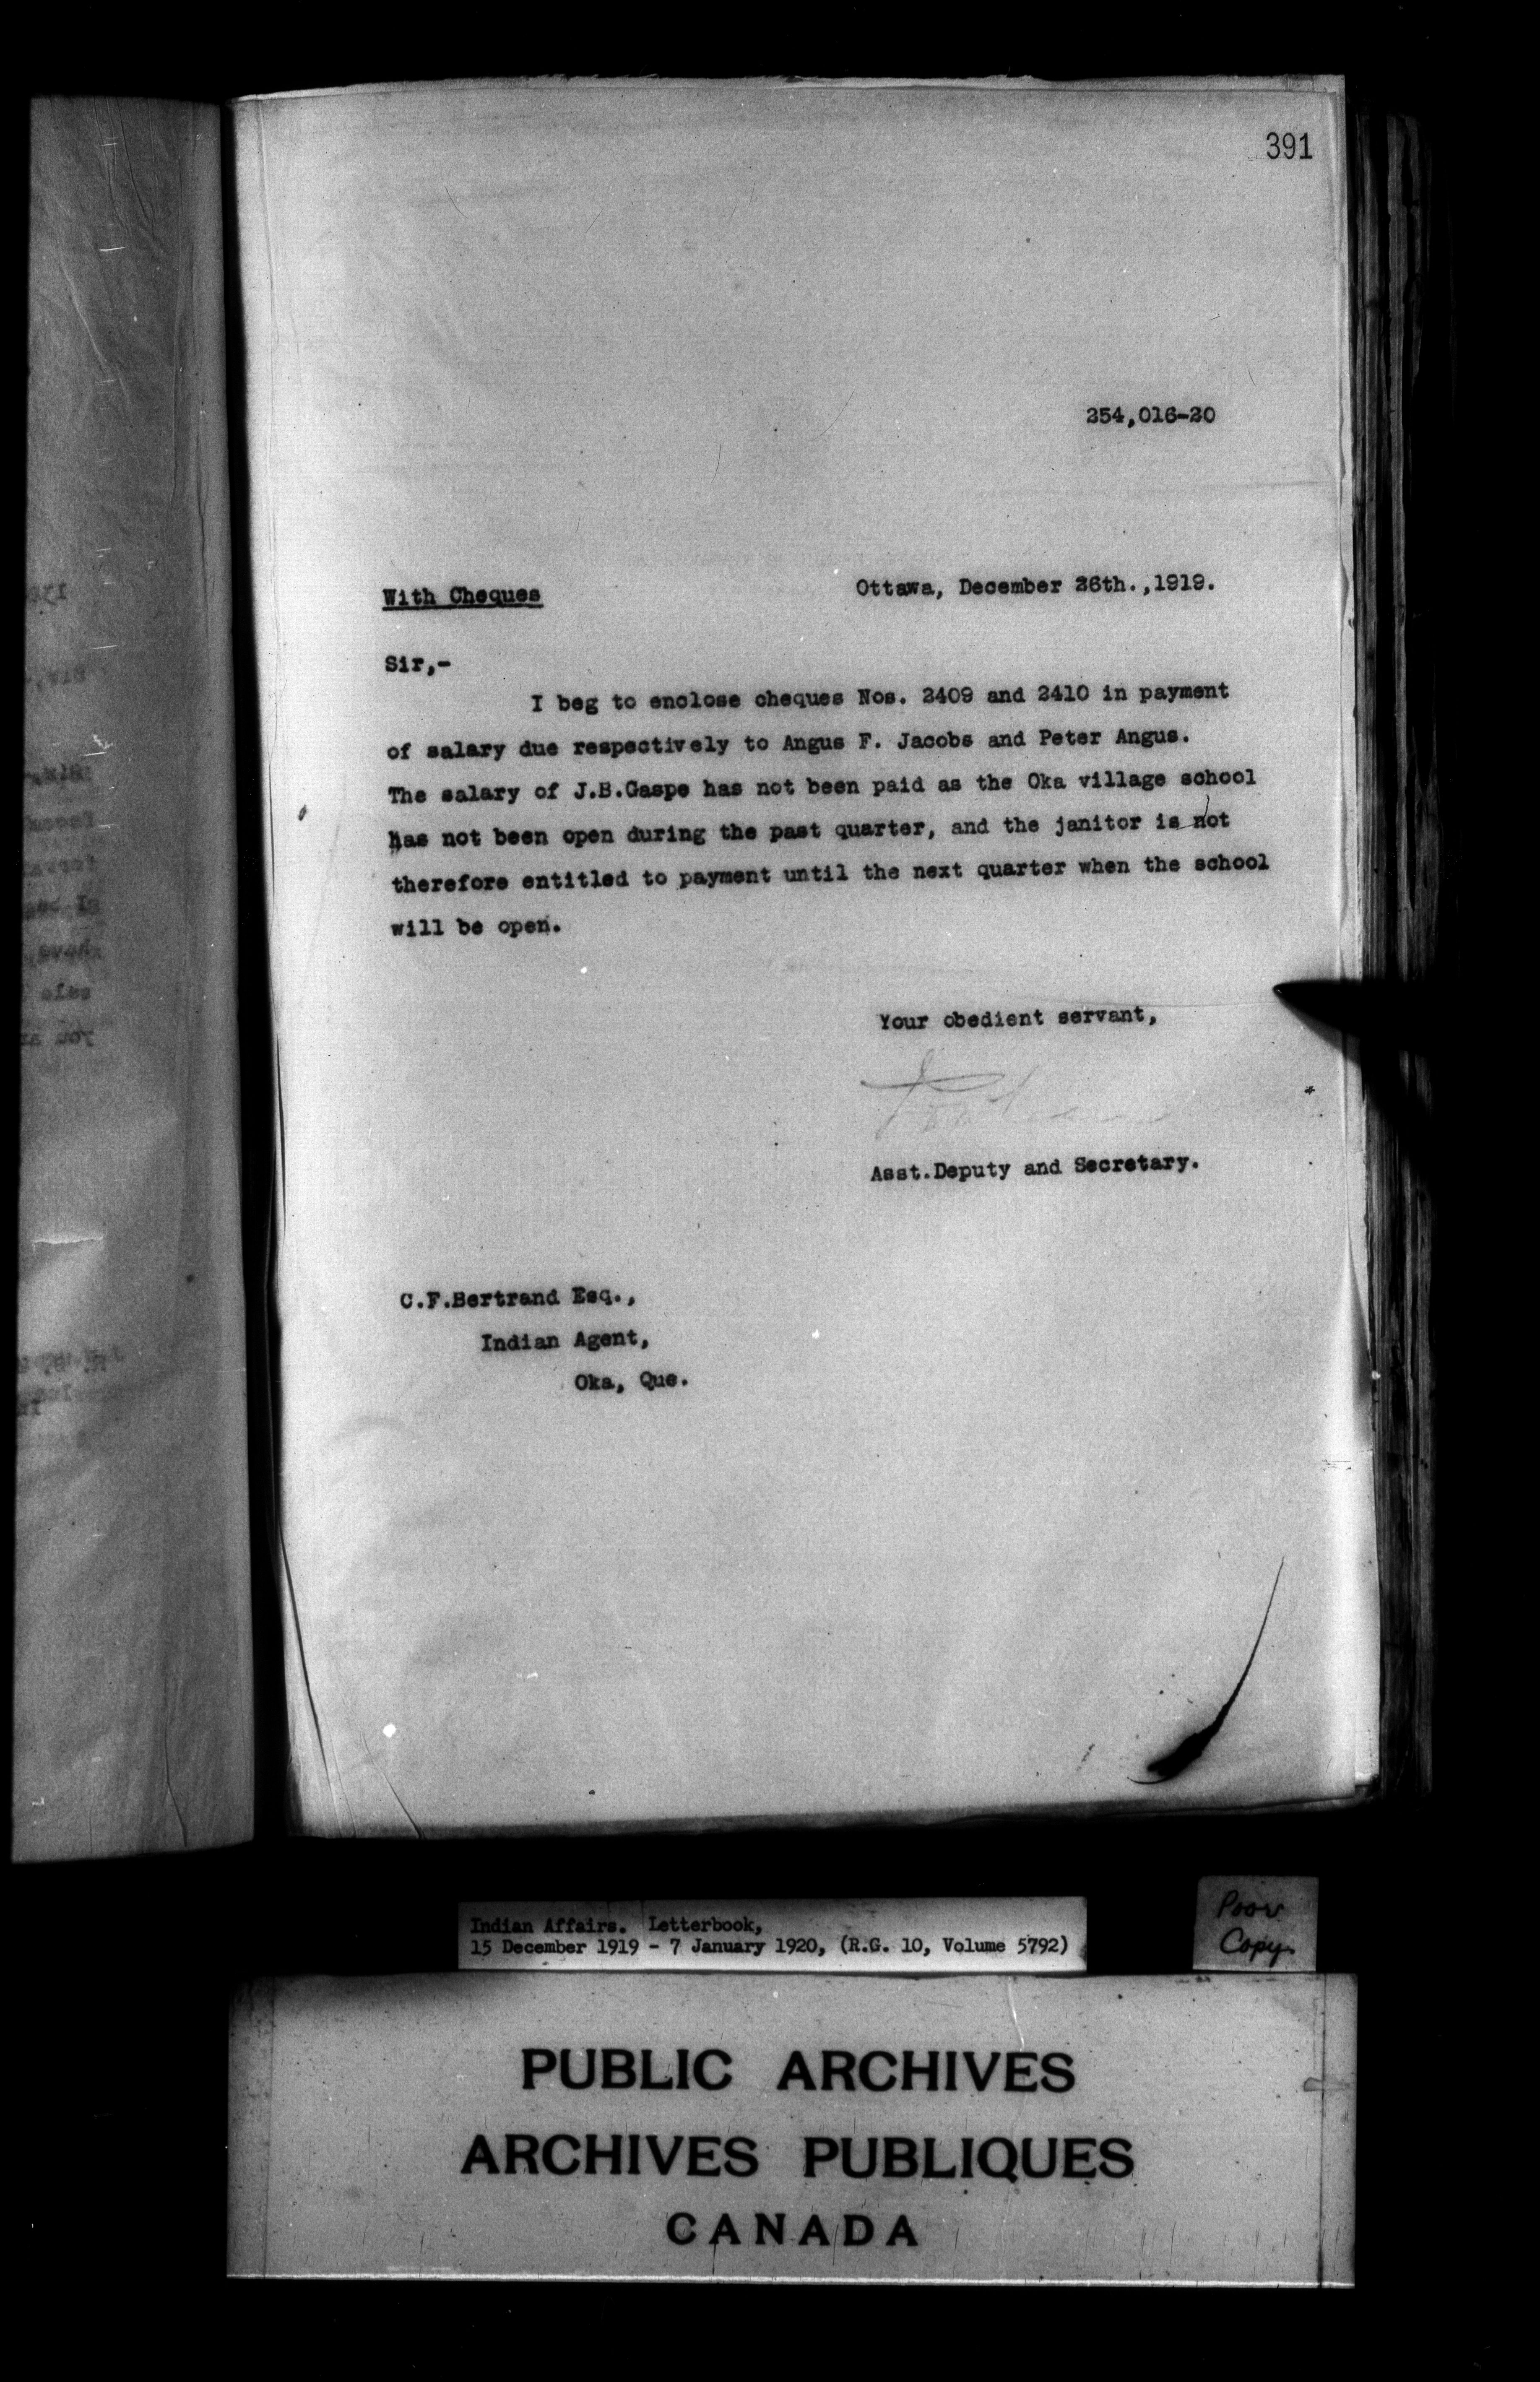 391
254,016-20
With Cheques
Ottawa, December 26th.,1919.
Sir,-
I beg to enclose cheques Nos. 2409 and 2410 in payment
of salary due respectively to Angus F. Jacobs and Peter Angus.
The salary of J.B.Gaspe has not been paid as the Oka village school
has not been open during the past quarter, and the janitor is not
therefore entitled to payment until the next quarter when the school
will be open.
Your obedient servant,
Asst.Deputy and Secretary.
C.F.Bertrand Esq.,
Indian Agent,
Oka, Que.
Indian Affairs. Letterbook,
15 December 1919 - 7 January 1920, (R.G. 10, Volume 5792)
Poor
Copy
PUBLIC ARCHIVES
ARCHIVES PUBLIQUES
CANADA